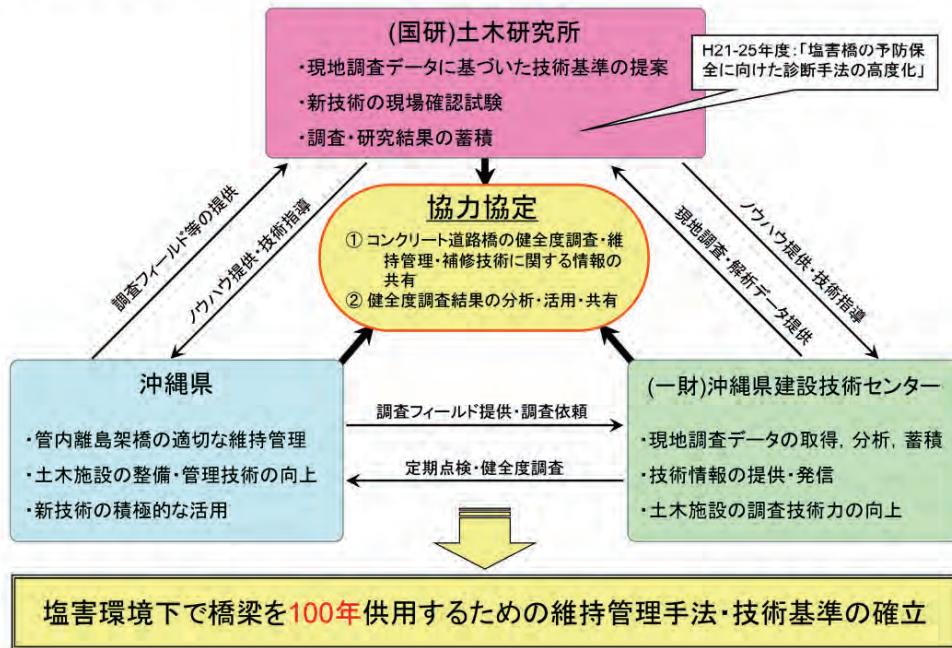 (国研)土木研究所
・現地調査データに基づいた技術基準の提案
・新技術の現場確認試験
・調査・研究結果の蓄積
H21-25年度:「塩害橋の予防保
全に向けた診断手法の高度化」
調査フィールド等の提供
ノウハウ提供・技術指導
協力協定
① コンクリート道路橋の健全度調査・維
持管理・補修技術に関する情報の
共有
② 健全度調査結果の分析・活用・共有
現地調査・解析データ提供
ノウハウ提供・技術指導
沖縄県
・管内離島架橋の適切な維持管理
・土木施設の整備・管理技術の向上
・新技術の積極的な活用
調査フィールド提供・調査依頼
定期点検・健全度調査
(一財)沖縄県建設技術センター
・現地調査データの取得, 分析, 蓄積
・技術情報の提供・発信
・土木施設の調査技術力の向上
塩害環境下で橋梁を100年供用するための維持管理手法・技術基準の確立